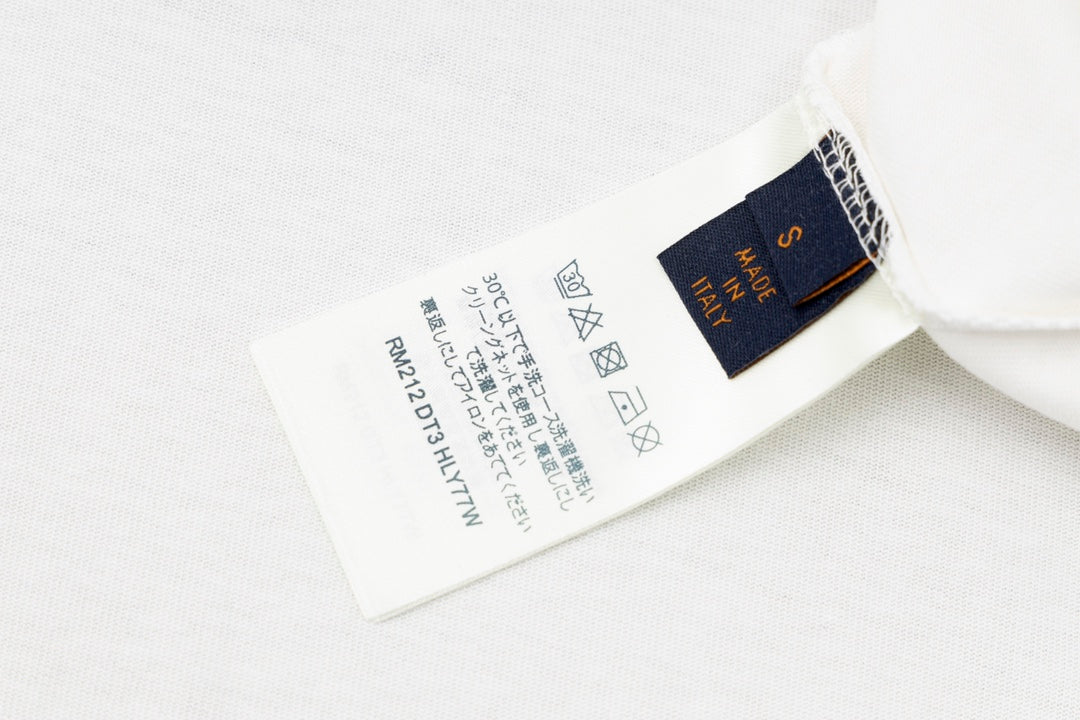 S
MADE
IN
ITALY
30
30℃以下で手洗コース洗濯機洗い
クリーニングネットを使用し裏返しにし
て洗濯してください
裏返しにしてアイロンをあててください
RM212 DT3 HLY77W